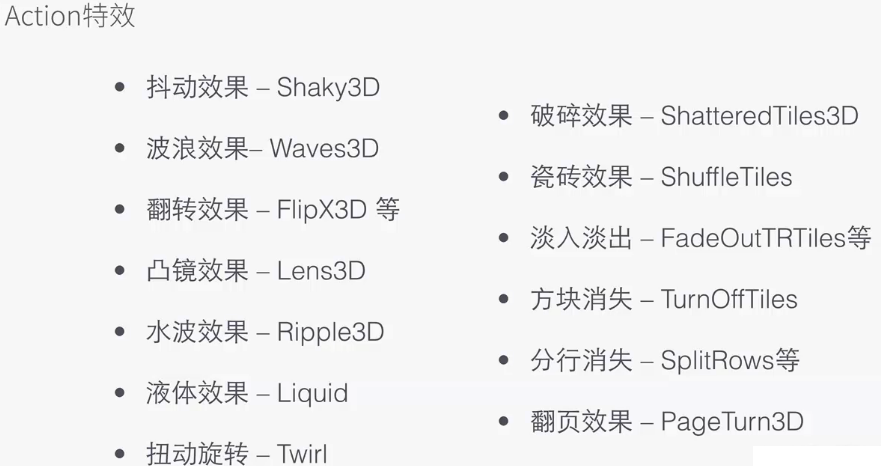 Action特效
• 抖动效果 – Shaky3D
• 波浪效果– Waves3D
• 翻转效果 – FlipX3D 等
• 凸镜效果 – Lens3D
• 水波效果 – Ripple3D
• 液体效果 – Liquid
• 扭动旋转 – Twirl
• 破碎效果 – ShatteredTiles3D
• 瓷砖效果 – ShuffleTiles
• 淡入淡出 – FadeOutTRTiles等
• 方块消失 – TurnOffTiles
• 分行消失 – SplitRows等
• 翻页效果 – PageTurn3D